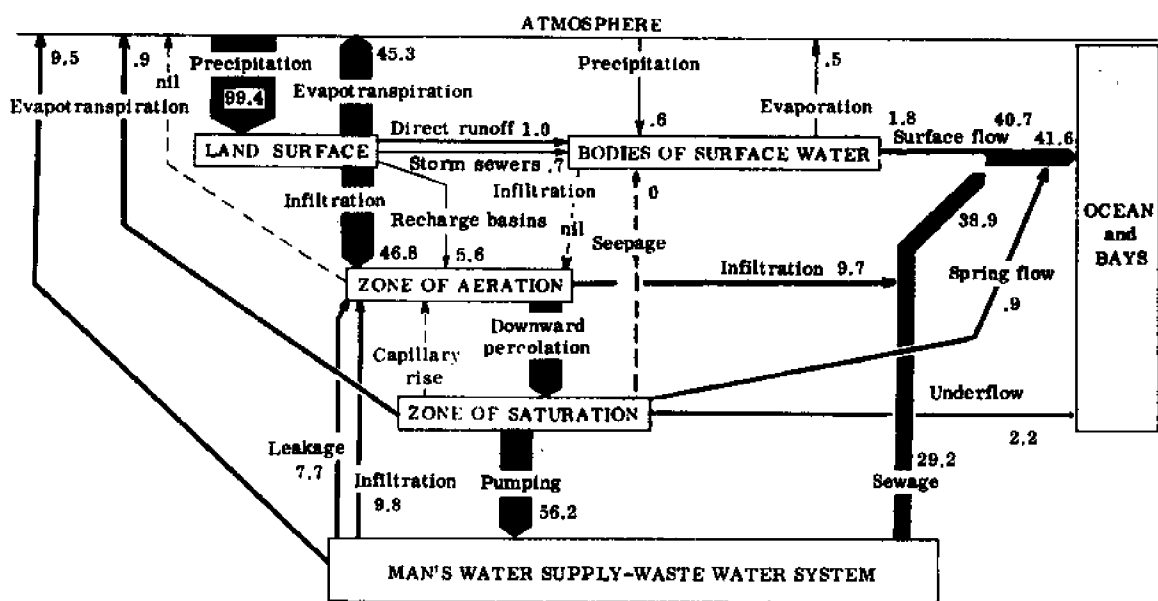 ATMOSPHERE
9.5
.9
nil
Precipitation
45.3
Precipitation
.5
Evapotranspiration
99.4
Evapotranspiration
Evaporation
.6
1.8
40.7
Direct runoff 1.0
Surface flow
41.6
LAND SURFACE
BODIES OF SURFACE WATER
Storm sewers .7
Infiltration
Infiltration
0
Recharge basins
nil
Seepage
38.9
OCEAN
and
BAYS
46.8
5.6
Infiltration 9.7
Spring flow
.9
ZONE OF AERATION
Downward
percolation
Capillary
rise
Underflow
ZONE OF SATURATION
2.2
Leakage
7.7
Infiltration
9.8
Pumping
56.2
29.2
Sewage
MAN'S WATER SUPPLY-WASTE WATER SYSTEM